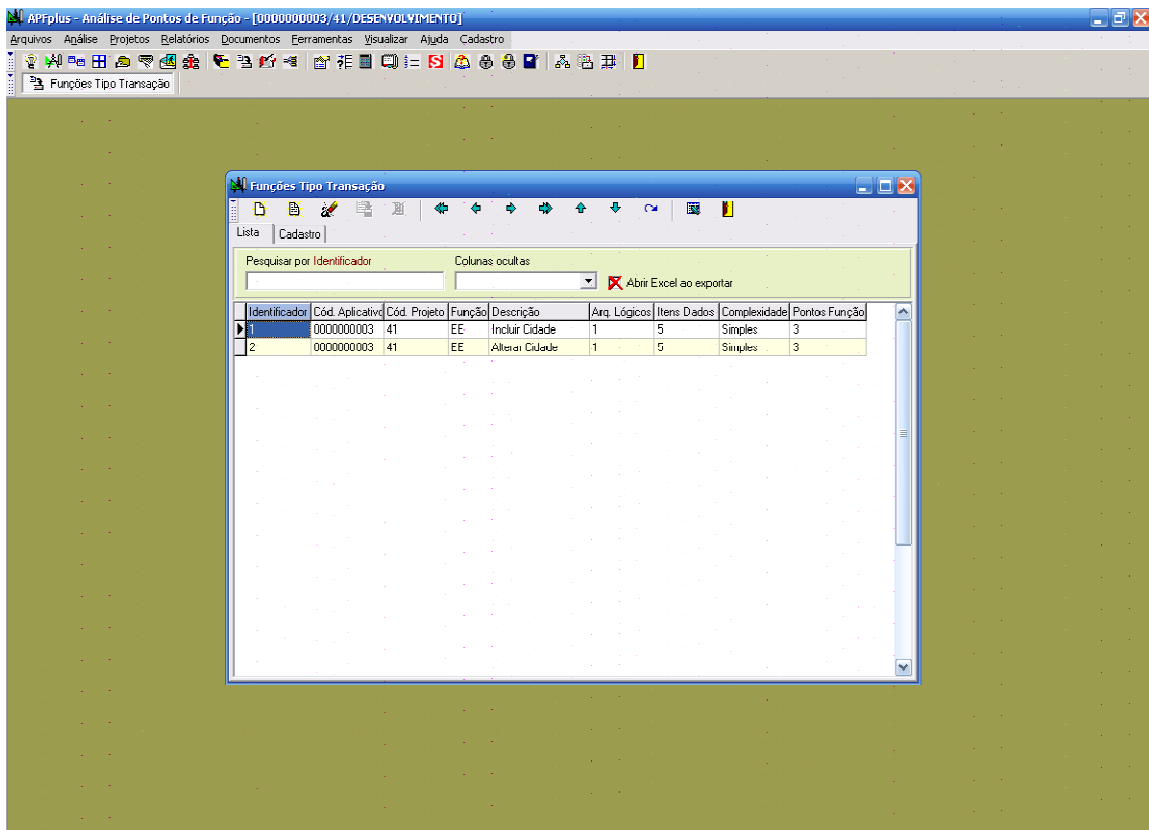 APFplus - Análise de Pontos de Função - [0000000003/41/DESENVOLVIMENTO]
Arquivos Análise Projetos Relatórios Documentos Ferramentas Visualizar Ajuda Cadastro
Funções Tipo Transação
Funções Tipo Transação
Lista Cadastro
Pesquisar por Identificador Colunas ocultas
Abrir Excel ao exportar
Identificador Cód. Aplicativo Cód. Projeto Função Descrição Arq. Lógicos Itens Dados Complexidade Pontos Função
1 0000000003 41 EE Incluir Cidade 1 5 Simples 3
2 0000000003 41 EE Alterar Cidade 1 5 Simples 3